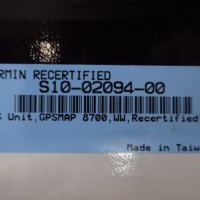 RMIN RECERTIFIED
S10-02094-00
Unit,GPSMAP 8700,WW,Recertified
Made in Taiw